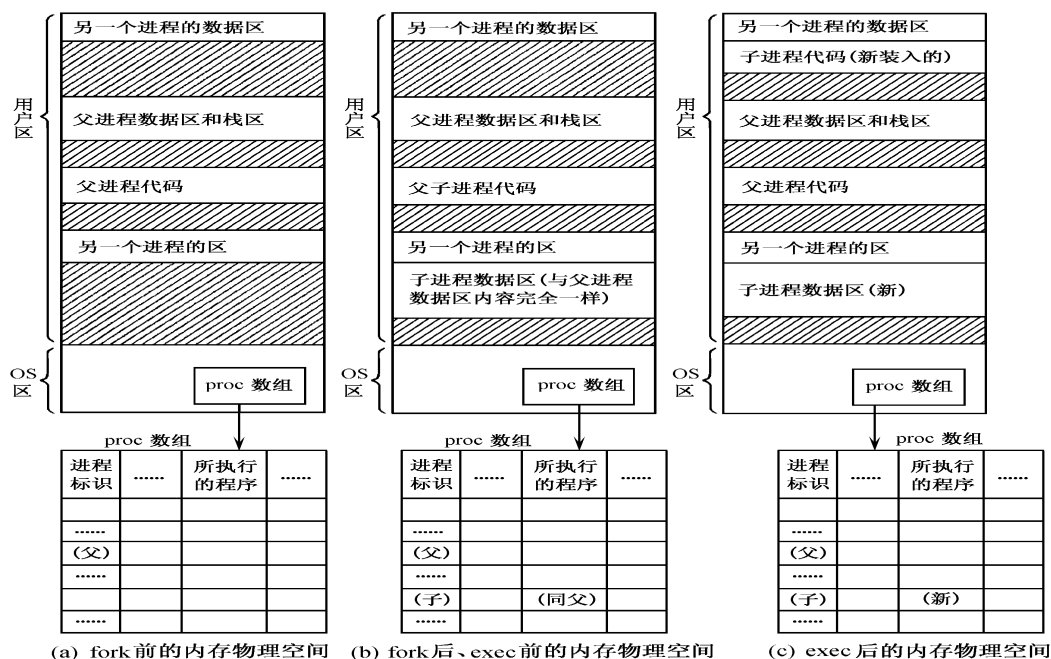 另一个进程的数据区
父进程数据区和栈区
父进程代码
另一个进程的区
用户区
OS
区
proc 数组
proc 数组
进程
标识
······
所执行
的程序
······
······
(父)
······
······
(a) fork前的内存物理空间
另一个进程的数据区
父进程数据区和栈区
父子进程代码
另一个进程的区
子进程数据区(与父进程
数据区内容完全一样)
用户区
OS
区
proc 数组
proc 数组
进程
标识
······
所执行
的程序
······
······
(父)
······
(子)
(同父)
······
(b) fork后、exec前的内存物理空间
另一个进程的数据区
子进程代码(新装入的)
父进程数据区和栈区
父进程代码
另一个进程的区
子进程数据区(新)
用户区
OS
区
proc 数组
proc 数组
进程
标识
······
所执行
的程序
······
······
(父)
······
(子)
(新)
······
(c) exec后的内存物理空间